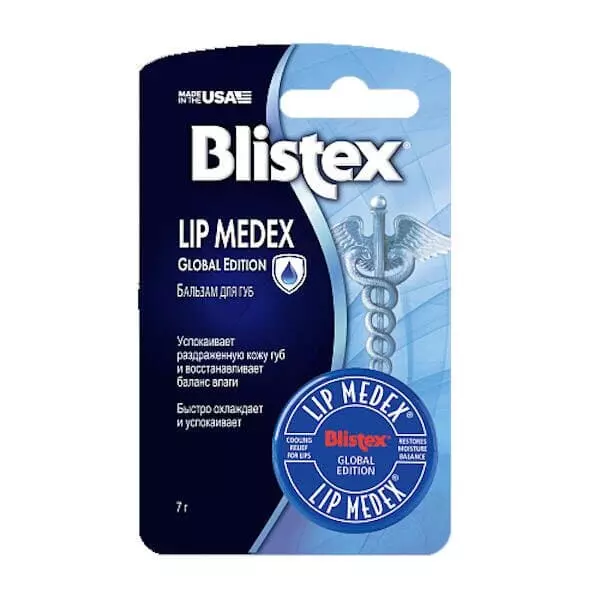 MADE
IN THE USA
Blistex®
LIP MEDEX
GLOBAL EDITION
БАЛЬЗАМ ДЛЯ ГУБ
Успокаивает
раздраженную кожу губ
и восстанавливает
баланс влаги
Быстро охлаждает
и успокаивает
7 г
LIP MEDEX®
COOLING
RELIEF
FOR LIPS
Blistex®
GLOBAL
EDITION
RESTORES
MOISTURE
BALANCE
LIP MEDEX®